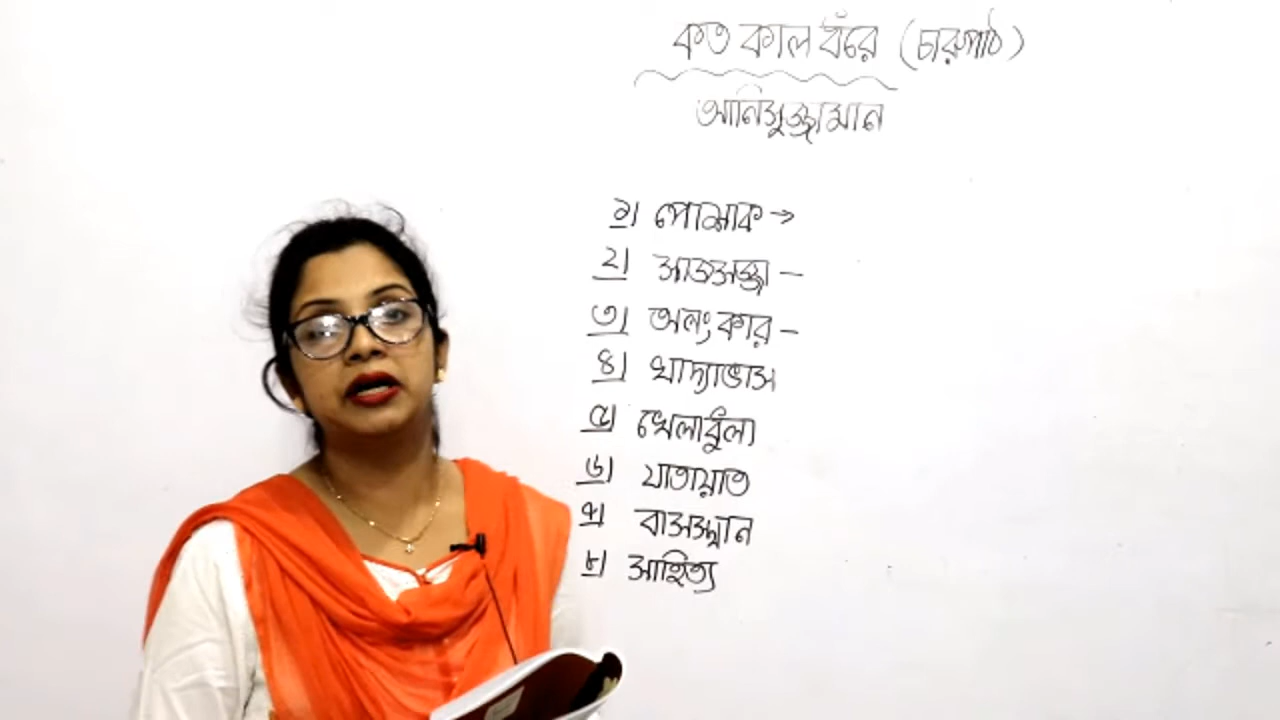 কত কাল ধরে (চারুপাঠ)
আনিসুজ্জামান
১। পোশাক →
২। সাজসজ্জা –
৩। অলংকার –
৪। খাদ্যাভাস
৫। খেলাধুলা
৬। যাতায়াত
৭। বাসস্থান
৮। সাহিত্য